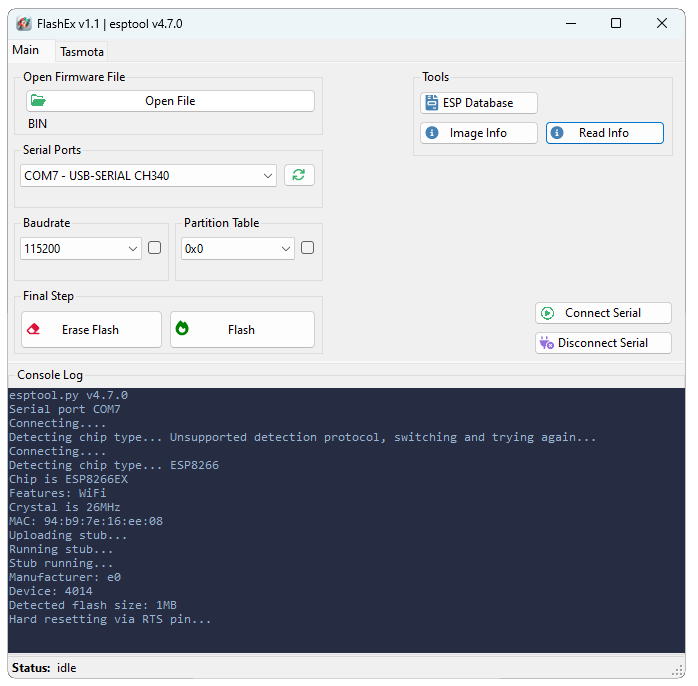 FlashEx v1.1 | esptool v4.7.0
Main
Tasmota
Open Firmware File
Open File
BIN
Tools
ESP Database
Image Info
Read Info
Serial Ports
COM7 - USB-SERIAL CH340
Baudrate
115200
Partition Table
0x0
Final Step
Erase Flash
Flash
Connect Serial
Disconnect Serial
Console Log
esptool.py v4.7.0
Serial port COM7
Connecting....
Detecting chip type... Unsupported detection protocol, switching and trying again...
Connecting....
Detecting chip type... ESP8266
Chip is ESP8266EX
Features: WiFi
Crystal is 26MHz
MAC: 94:b9:7e:16:ee:08
Uploading stub...
Running stub...
Stub running...
Manufacturer: e0
Device: 4014
Detected flash size: 1MB
Hard resetting via RTS pin...
Status: idle